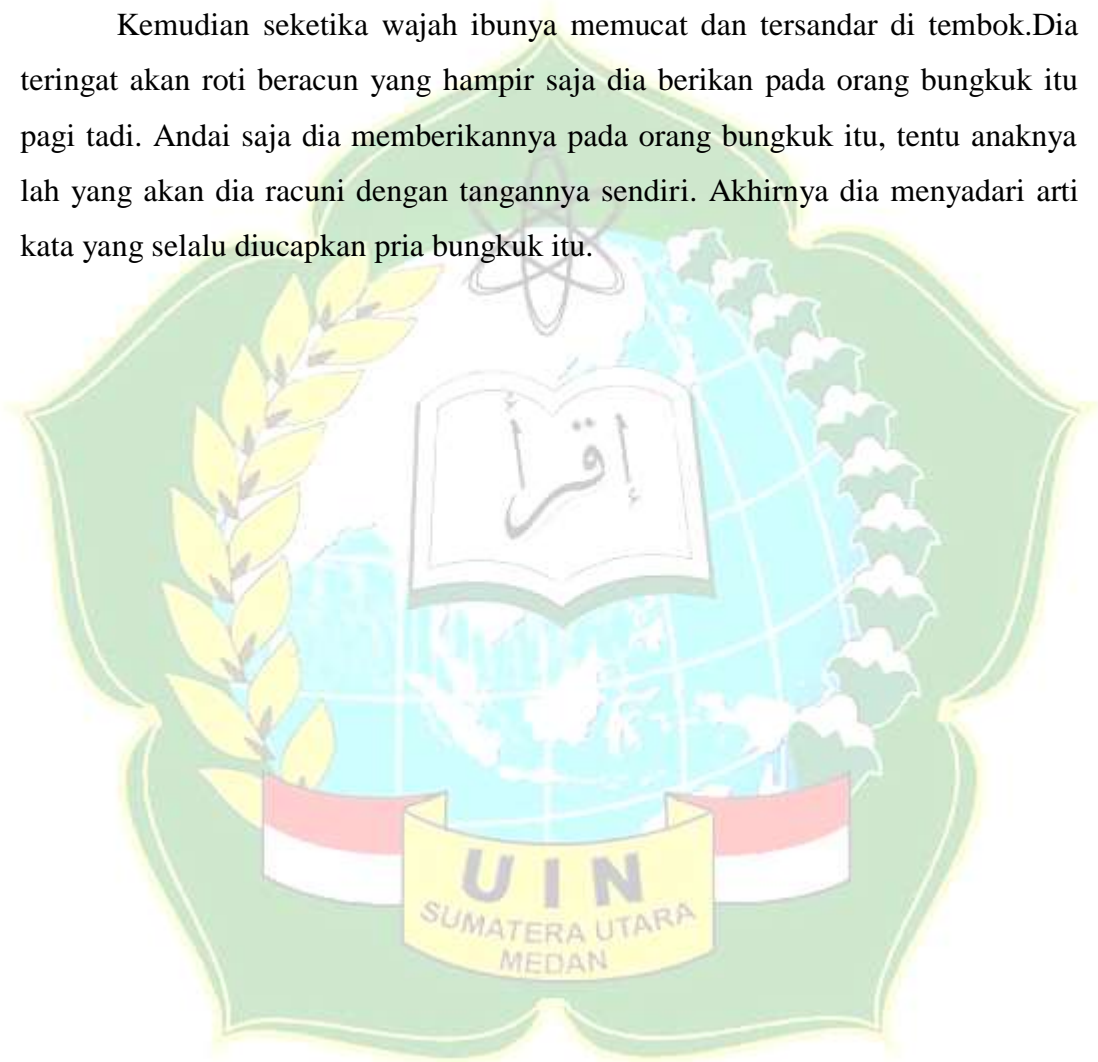 Kemudian seketika wajah ibunya memucat dan tersandar di tembok.Dia
teringat akan roti beracun yang hampir saja dia berikan pada orang bungkuk itu
pagi tadi. Andai saja dia memberikannya pada orang bungkuk itu, tentu anaknya
lah yang akan dia racuni dengan tangannya sendiri. Akhirnya dia menyadari arti
kata yang selalu diucapkan pria bungkuk itu.
إقرأ
UIN
SUMATERA UTARA
MEDAN